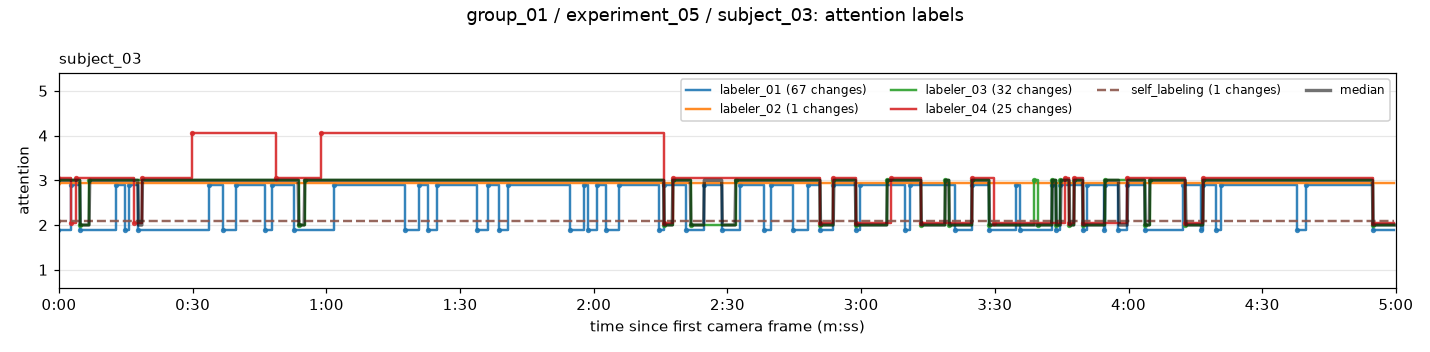 group_01 / experiment_05 / subject_03: attention labels
subject_03
labeler_01 (67 changes)
labeler_02 (1 changes)
labeler_03 (32 changes)
labeler_04 (25 changes)
self_labeling (1 changes)
median
attention
5
4
3
2
1
0:00 0:30 1:00 1:30 2:00 2:30 3:00 3:30 4:00 4:30 5:00
time since first camera frame (m:ss)